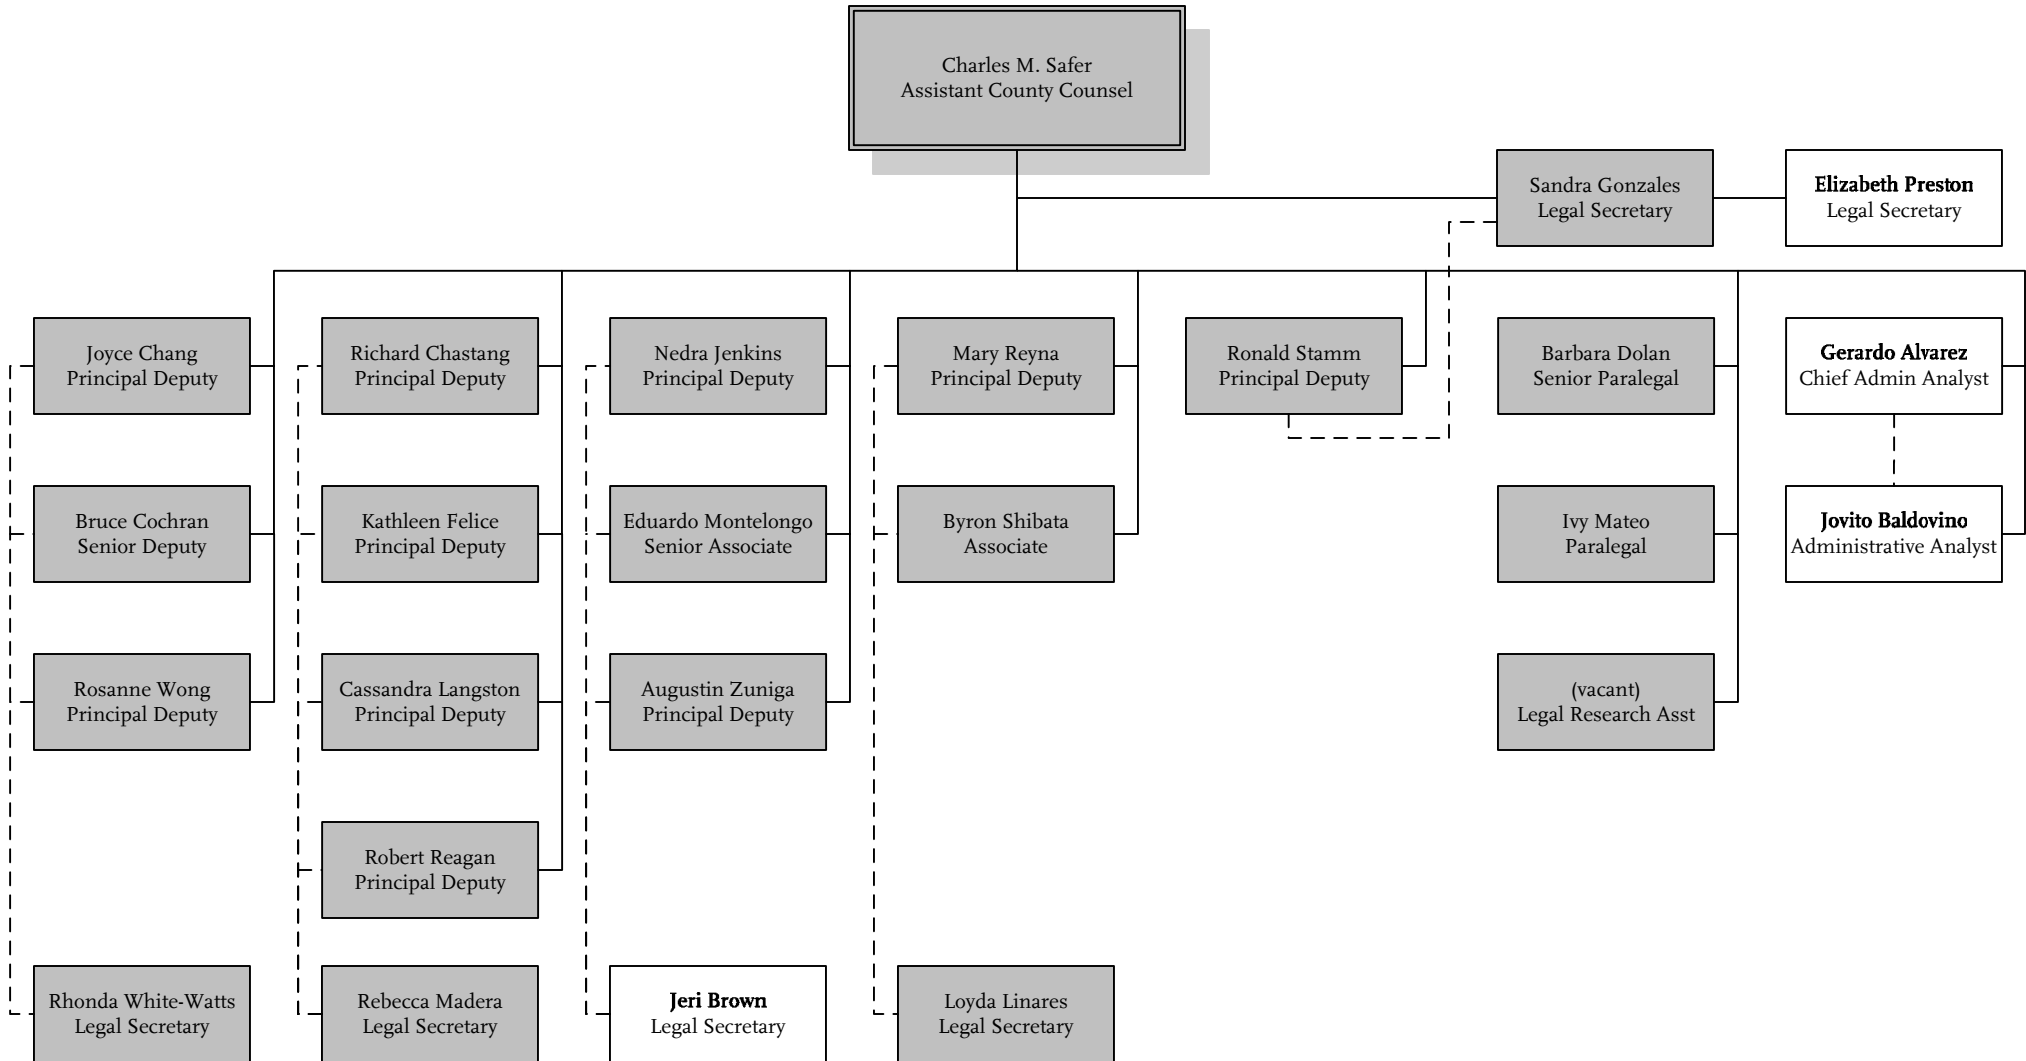 Charles M. Safer
Assistant County Counsel
Sandra Gonzales
Legal Secretary
Elizabeth Preston
Legal Secretary
Joyce Chang
Principal Deputy
Richard Chastang
Principal Deputy
Nedra Jenkins
Principal Deputy
Mary Reyna
Principal Deputy
Ronald Stamm
Principal Deputy
Barbara Dolan
Senior Paralegal
Gerardo Alvarez
Chief Admin Analyst
Bruce Cochran
Senior Deputy
Kathleen Felice
Principal Deputy
Eduardo Montelongo
Senior Associate
Byron Shibata
Associate
Ivy Mateo
Paralegal
Jovito Baldovino
Administrative Analyst
Rosanne Wong
Principal Deputy
Cassandra Langston
Principal Deputy
Augustin Zuniga
Principal Deputy
(vacant)
Legal Research Asst
Robert Reagan
Principal Deputy
Rhonda White-Watts
Legal Secretary
Rebecca Madera
Legal Secretary
Jeri Brown
Legal Secretary
Loyda Linares
Legal Secretary